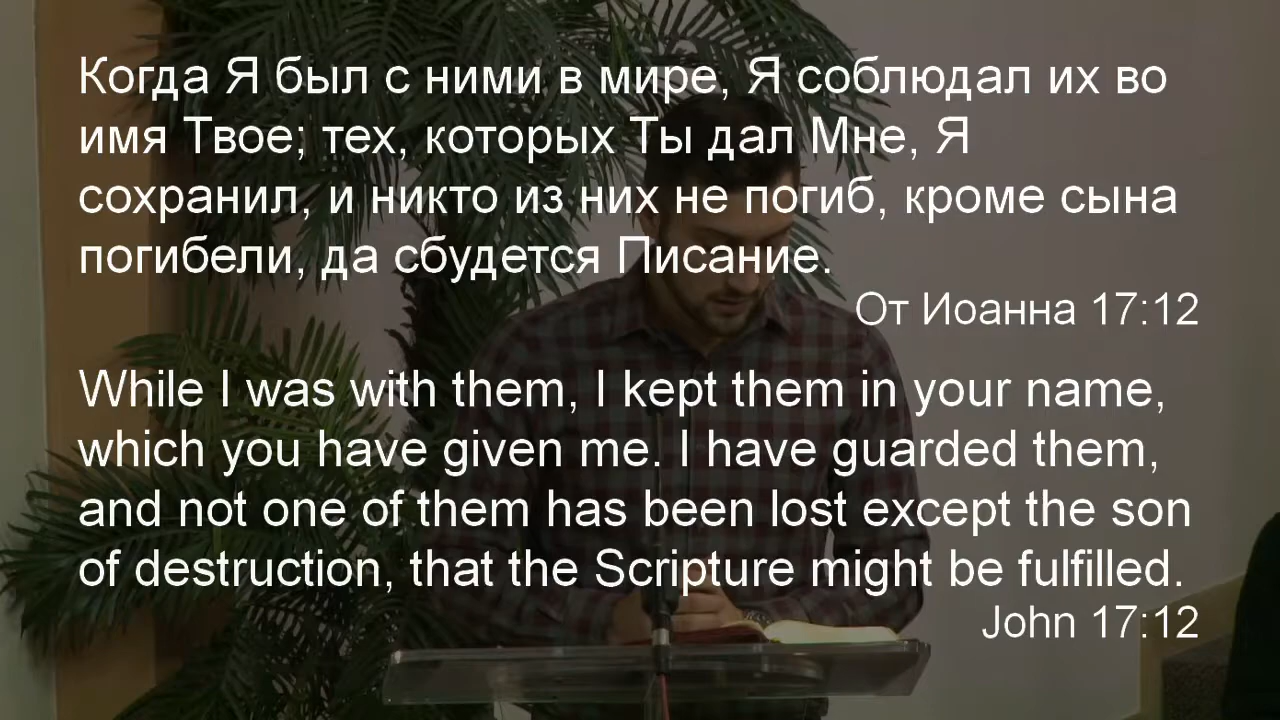 Когда Я был с ними в мире, Я соблюдал их во
имя Твое; тех, которых Ты дал Мне, Я
сохранил, и никто из них не погиб, кроме сына
погибели, да сбудется Писание.
От Иоанна 17:12
While I was with them, I kept them in your name,
which you have given me. I have guarded them,
and not one of them has been lost except the son
of destruction, that the Scripture might be fulfilled.
John 17:12